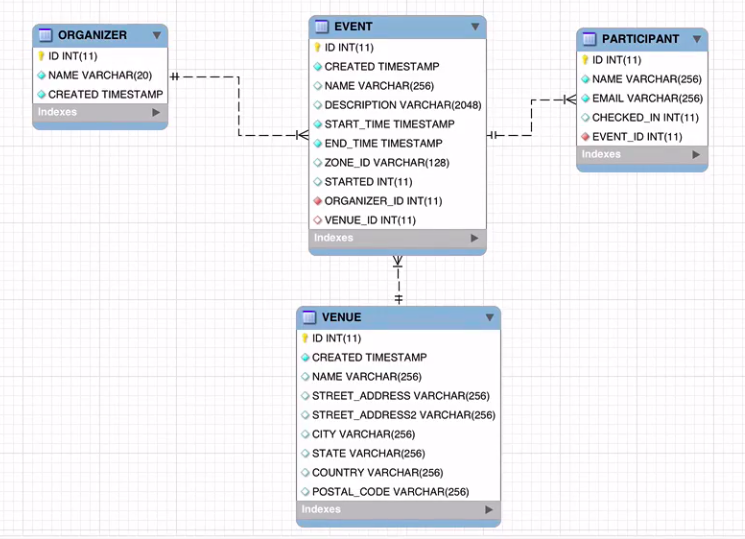 ORGANIZER
ID INT(11)
NAME VARCHAR(20)
CREATED TIMESTAMP
Indexes
EVENT
ID INT(11)
CREATED TIMESTAMP
NAME VARCHAR(256)
DESCRIPTION VARCHAR(2048)
START_TIME TIMESTAMP
END_TIME TIMESTAMP
ZONE_ID VARCHAR(128)
STARTED INT(11)
ORGANIZER_ID INT(11)
VENUE_ID INT(11)
Indexes
PARTICIPANT
ID INT(11)
NAME VARCHAR(256)
EMAIL VARCHAR(256)
CHECKED_IN INT(11)
EVENT_ID INT(11)
Indexes
VENUE
ID INT(11)
CREATED TIMESTAMP
NAME VARCHAR(256)
STREET_ADDRESS VARCHAR(256)
STREET_ADDRESS2 VARCHAR(256)
CITY VARCHAR(256)
STATE VARCHAR(256)
COUNTRY VARCHAR(256)
POSTAL_CODE VARCHAR(256)
Indexes